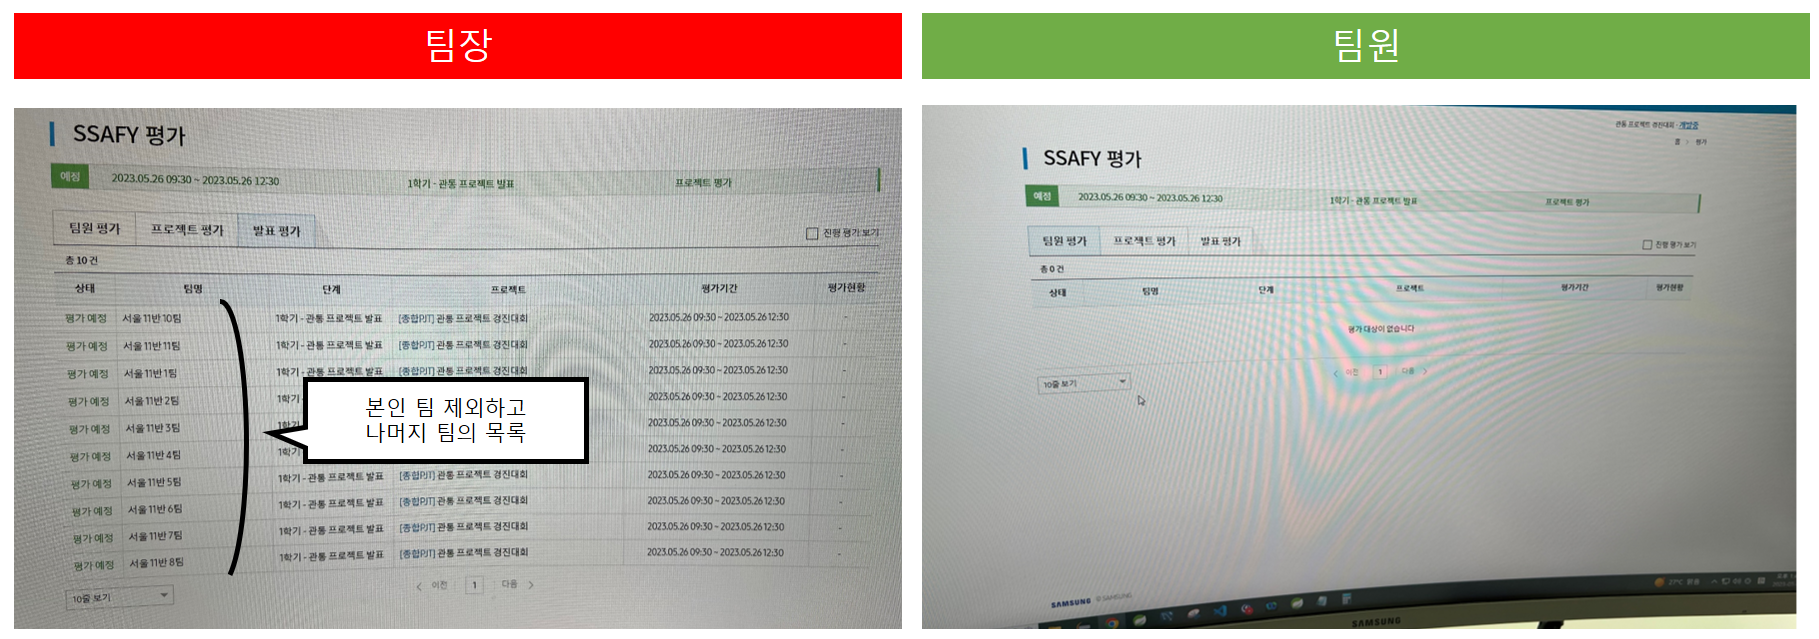 팀장
SSAFY 평가
예정 2023.05.26 09:30 ~ 2023.05.26 12:30 1학기 - 관통 프로젝트 발표 프로젝트 평가
팀원 평가 프로젝트 평가 발표 평가
진행 평가 보기
총 10 건
상태 팀명 단계 프로젝트 평가기간 평가현황
평가 예정 서울 11반 10팀 1학기 - 관통 프로젝트 발표 [종합PJT] 관통 프로젝트 경진대회 2023.05.26 09:30 ~ 2023.05.26 12:30 -
평가 예정 서울 11반 11팀 1학기 - 관통 프로젝트 발표 [종합PJT] 관통 프로젝트 경진대회 2023.05.26 09:30 ~ 2023.05.26 12:30 -
평가 예정 서울 11반 1팀 1학기 - 관통 프로젝트 발표 [종합PJT] 관통 프로젝트 경진대회 2023.05.26 09:30 ~ 2023.05.26 12:30 -
평가 예정 서울 11반 2팀 1학기 2023.05.26 09:30 ~ 2023.05.26 12:30 -
평가 예정 서울 11반 3팀 1학기 2023.05.26 09:30 ~ 2023.05.26 12:30 -
평가 예정 서울 11반 4팀 1학기 2023.05.26 09:30 ~ 2023.05.26 12:30 -
평가 예정 서울 11반 5팀 1학기 - 관통 프로젝트 발표 [종합PJT] 관통 프로젝트 경진대회 2023.05.26 09:30 ~ 2023.05.26 12:30 -
평가 예정 서울 11반 6팀 1학기 - 관통 프로젝트 발표 [종합PJT] 관통 프로젝트 경진대회 2023.05.26 09:30 ~ 2023.05.26 12:30 -
평가 예정 서울 11반 7팀 1학기 - 관통 프로젝트 발표 [종합PJT] 관통 프로젝트 경진대회 2023.05.26 09:30 ~ 2023.05.26 12:30 -
평가 예정 서울 11반 8팀 1학기 - 관통 프로젝트 발표 [종합PJT] 관통 프로젝트 경진대회 2023.05.26 09:30 ~ 2023.05.26 12:30 -
본인 팀 제외하고
나머지 팀의 목록
< 이전 1 다음 >
10줄 보기
팀원
관통 프로젝트 경진대회 - 개발중
홈 > 평가
SSAFY 평가
예정 2023.05.26 09:30 ~ 2023.05.26 12:30 1학기 - 관통 프로젝트 발표 프로젝트 평가
팀원 평가 프로젝트 평가 발표 평가
진행 평가 보기
총 0 건
상태 팀명 단계 프로젝트 평가기간 평가현황
평가 대상이 없습니다
< 이전 1 다음 >
10줄 보기
SAMSUNG © SAMSUNG
27°C 맑음
SAMSUNG